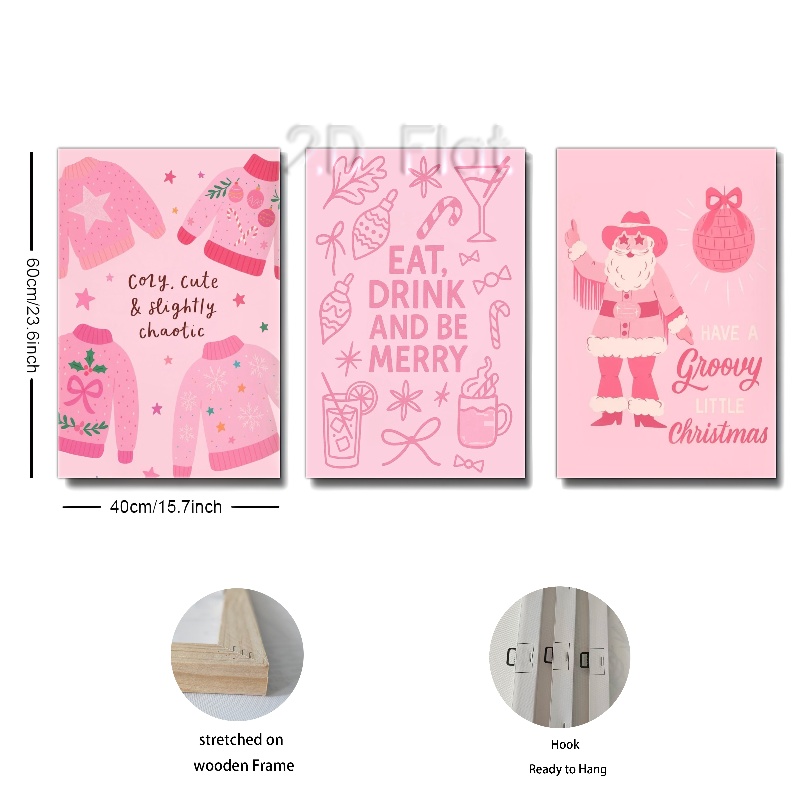 2D Flat
60cm/23.6inch
Cozy, cute
& slightly
chaotic
EAT,
DRINK
AND BE
MERRY
HAVE A
Groovy
LITTLE
Christmas
40cm/15.7inch
stretched on
wooden Frame
Hook
Ready to Hang